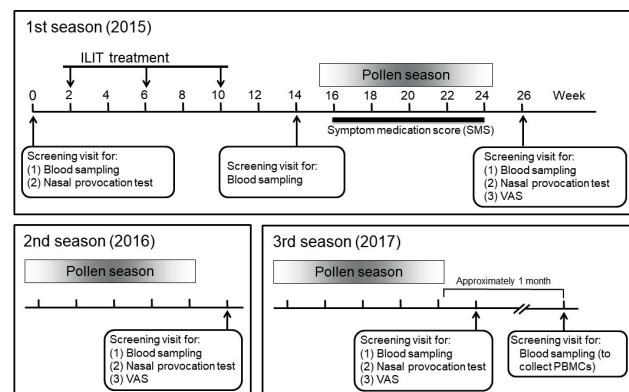 1st season (2015)
ILIT treatment
Pollen season
0 2 4 6 8 10 12 14 16 18 20 22 24 26 Week
Symptom medication score (SMS)
Screening visit for:
(1) Blood sampling
(2) Nasal provocation test
Screening visit for:
Blood sampling
Screening visit for:
(1) Blood sampling
(2) Nasal provocation test
(3) VAS
2nd season (2016)
Pollen season
Screening visit for:
(1) Blood sampling
(2) Nasal provocation test
(3) VAS
3rd season (2017)
Pollen season
Approximately 1 month
Screening visit for:
(1) Blood sampling
(2) Nasal provocation test
(3) VAS
Screening visit for:
Blood sampling (to
collect PBMCs)